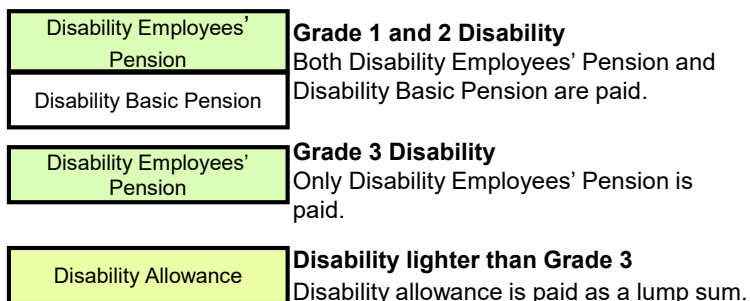 Disability Employees’
Pension
Disability Basic Pension
Grade 1 and 2 Disability
Both Disability Employees’ Pension and
Disability Basic Pension are paid.
Disability Employees’
Pension
Grade 3 Disability
Only Disability Employees’ Pension is
paid.
Disability Allowance
Disability lighter than Grade 3
Disability allowance is paid as a lump sum.